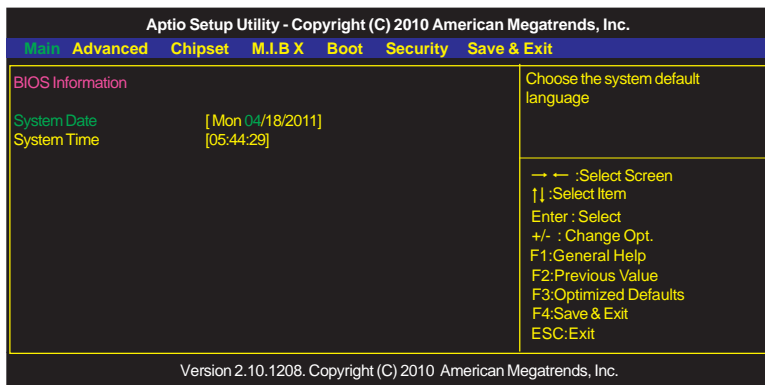 Aptio Setup Utility - Copyright (C) 2010 American Megatrends, Inc.
Main Advanced Chipset M.I.B X Boot Security Save & Exit
BIOS Information
System Date [ Mon 04/18/2011]
System Time [05:44:29]
Choose the system default
language
→ ← :Select Screen
↑↓ :Select Item
Enter : Select
+/- : Change Opt.
F1:General Help
F2:Previous Value
F3:Optimized Defaults
F4:Save & Exit
ESC:Exit
Version 2.10.1208. Copyright (C) 2010 American Megatrends, Inc.